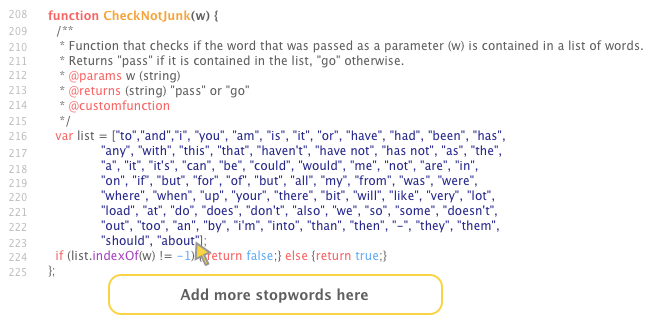 208 function CheckNotJunk(w) {
209 /**
210 * Function that checks if the word that was passed as a parameter (w) is contained in a list of words.
211 * Returns "pass" if it is contained in the list, "go" otherwise.
212 * @params w (string)
213 * @returns (string) "pass" or "go"
214 * @customfunction
215 */
216 var list = ["to","and","i", "you", "am", "is", "it", "or", "have", "had", "been", "has",
217 "any", "with", "this", "that", "haven't", "have not", "has not", "as", "the",
218 "a", "it", "it's", "can", "be", "could", "would", "me", "not", "are", "in",
219 "on", "if", "but", "for", "of", "but", "all", "my", "from", "was", "were",
220 "where", "when", "up", "your", "there", "bit", "will", "like", "very", "lot",
221 "load", "at", "do", "does", "don't", "also", "we", "so", "some", "doesn't",
222 "out", "too", "an", "by", "i'm", "into", "than", "then", "-", "they", "them",
223 "should", "about"];
224 if (list.indexOf(w) != -1) return false;} else {return true;}
225 };
Add more stopwords here